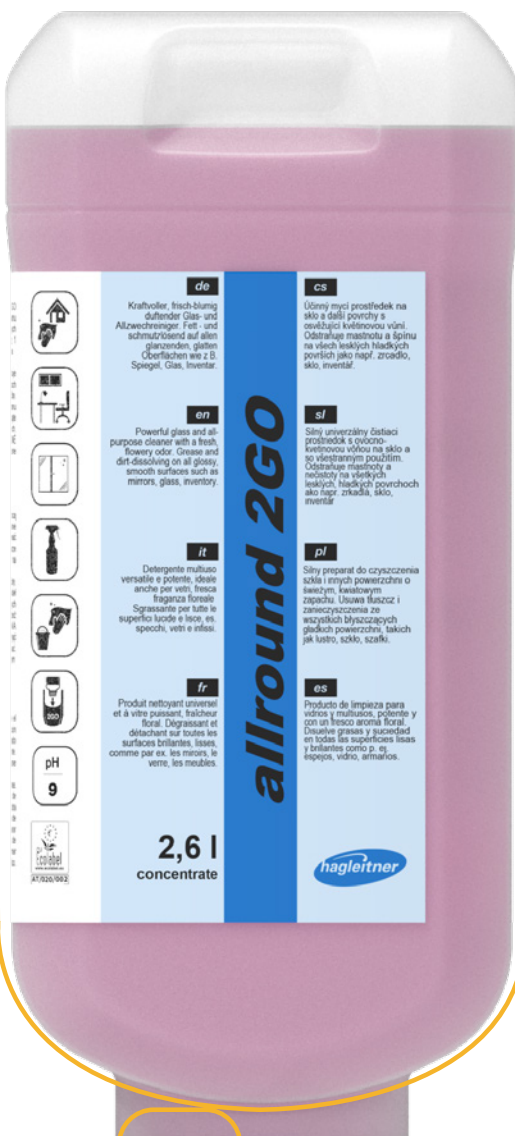 de
Kraftvoller, frisch-blumig
duftender Glas- und
Allzweckreiniger. Fett - und
schmutzlösend auf allen
glänzenden, glatten
Oberflächen wie z B.
Spiegel, Glas, Inventar.
en
Powerful glass and all-
purpose cleaner with a fresh,
flowery odor. Grease and
dirt-dissolving on all glossy,
smooth surfaces such as
mirrors, glass, inventory.
it
Detergente multiuso
versatile e potente, ideale
anche per vetri, fresca
fraganza floreale
Sgrassante per tutte le
superfici lucide e lisce, es.
specchi, vetri e infissi.
fr
Produit nettoyant universel
et à vitre puissant, fraîcheur
floral. Dégraissant et
détachant sur toutes les
surfaces brillantes, lisses,
comme par ex. les miroirs, le
verre, les meubles.
2,6 l
concentrate
allround 2GO
cs
Účinný mycí prostředek na
sklo a další povrchy s
osvěžující květinovou vůní.
Odstraňuje mastnotu a špínu
na všech lesklých hladkých
površích jako např. zrcadlo,
sklo, inventář.
sl
Silný univerzálny čistiaci
prostriedok s ovocno-
kvetinovou vôňou na sklo a
so všestranným použitím.
Odstraňuje mastnoty a
nečistoty na všetkých
lesklých, hladkých povrchoch
ako napr. zrkadlá, sklo,
inventár
pl
Silny preparat do czyszczenia
szkła i innych powierzchni o
świeżym, kwiatowym
zapachu. Usuwa tłuszcz i
zanieczyszczenia ze
wszystkich błyszczących
gładkich powierzchni, takich
jak lustro, szkło, szafki.
es
Producto de limpieza para
vidrios y multiusos, potente y
con un fresco aroma floral.
Disuelve grasas y suciedad
en todas las superficies lisas
y brillantes como p. ej.
espejos, vidrio, armarios.
hagleitner
2GO
pH
9
Ecolabel
www.ecolabel.eu
AT/020/002